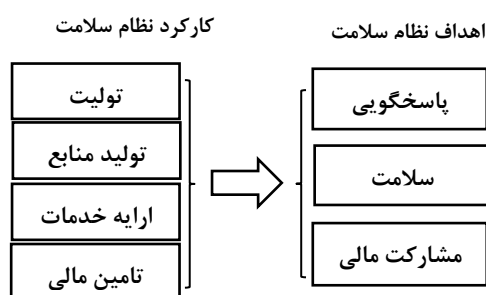 اهداف نظام سلامت
کارکرد نظام سلامت
پاسخگویی
سلامت
مشارکت مالی
تولیت
تولید منابع
ارایه خدمات
تامین مالی